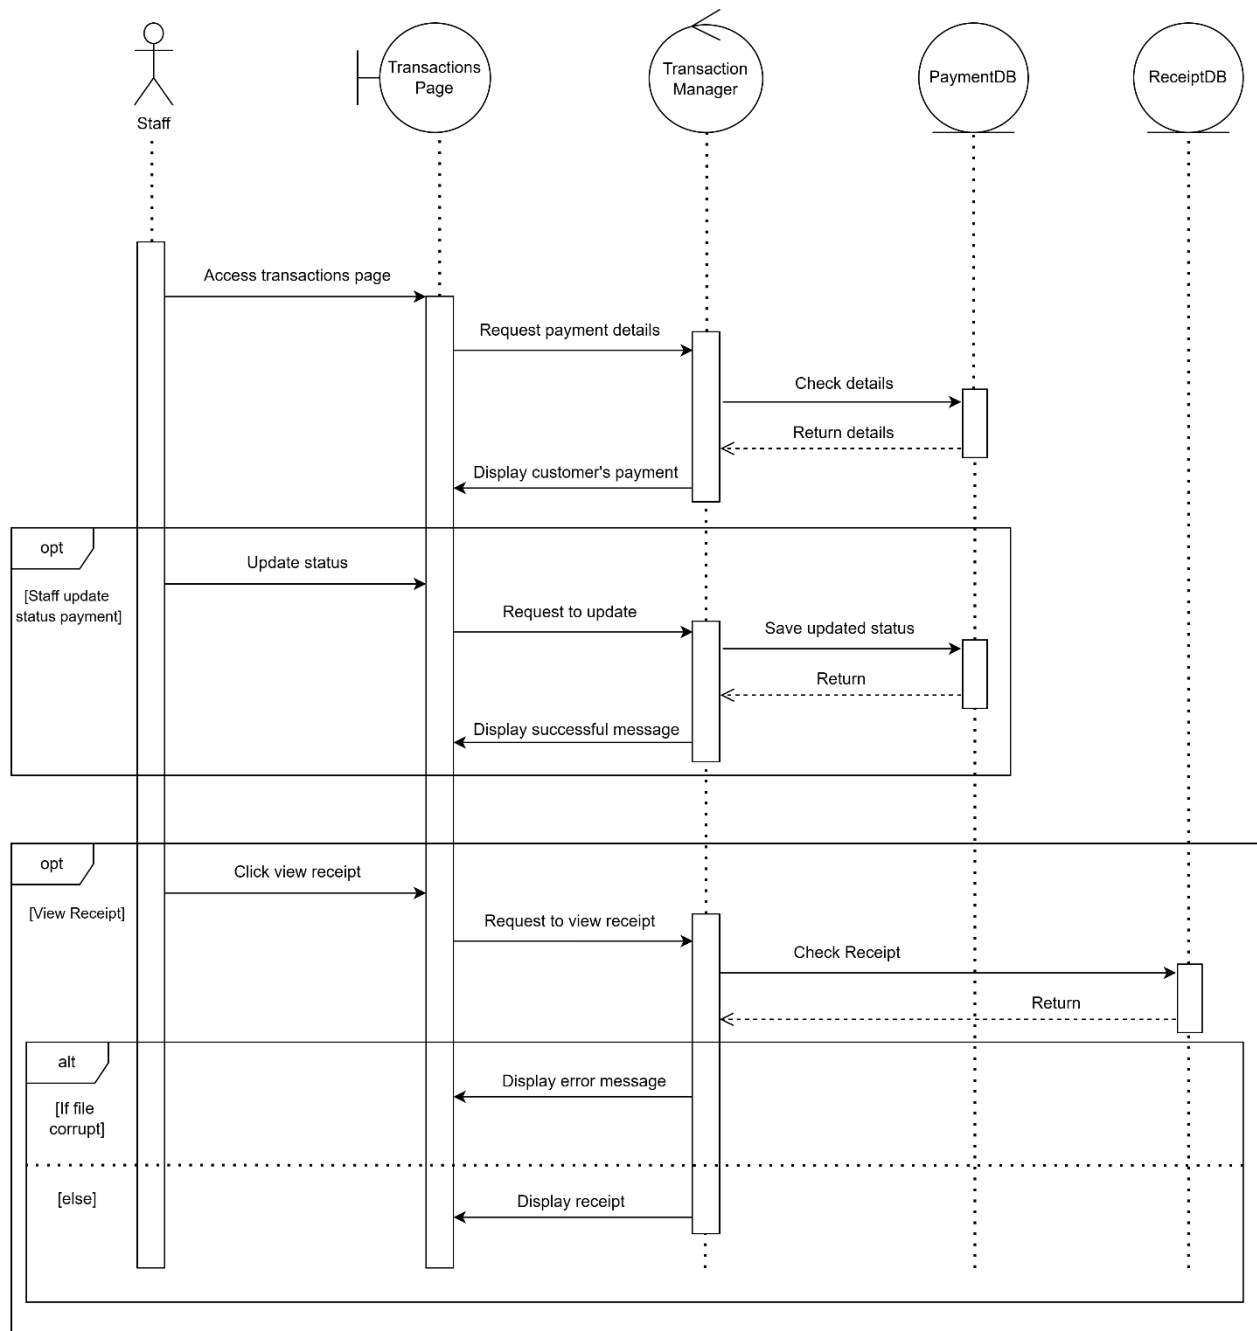 Staff
Transactions
Page
Transaction
Manager
PaymentDB
ReceiptDB
Access transactions page
Request payment details
Check details
Return details
Display customer's payment
opt
[Staff update
status payment]
Update status
Request to update
Save updated status
Return
Display successful message
opt
[View Receipt]
Click view receipt
Request to view receipt
Check Receipt
Return
alt
[If file
corrupt]
Display error message
[else]
Display receipt